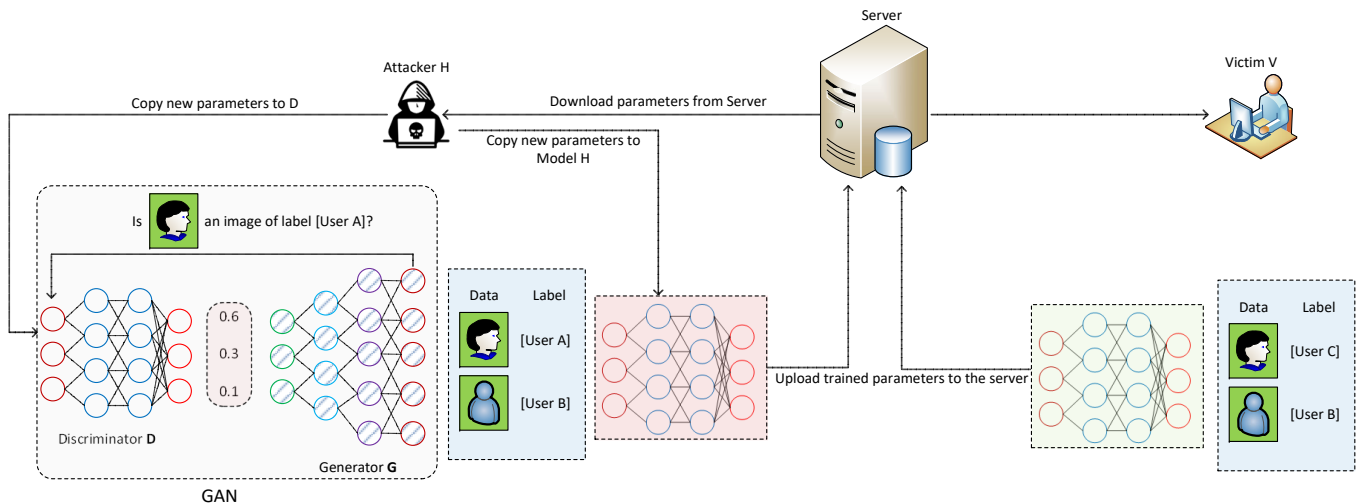 Server
Attacker H
Victim V
Copy new parameters to D
Download parameters from Server
Copy new parameters to
Model H
Is
an image of label [User A]?
Data
Label
[User A]
[User B]
0.6
0.3
0.1
Discriminator D
Generator G
GAN
Upload trained parameters to the server
Data
Label
[User C]
[User B]